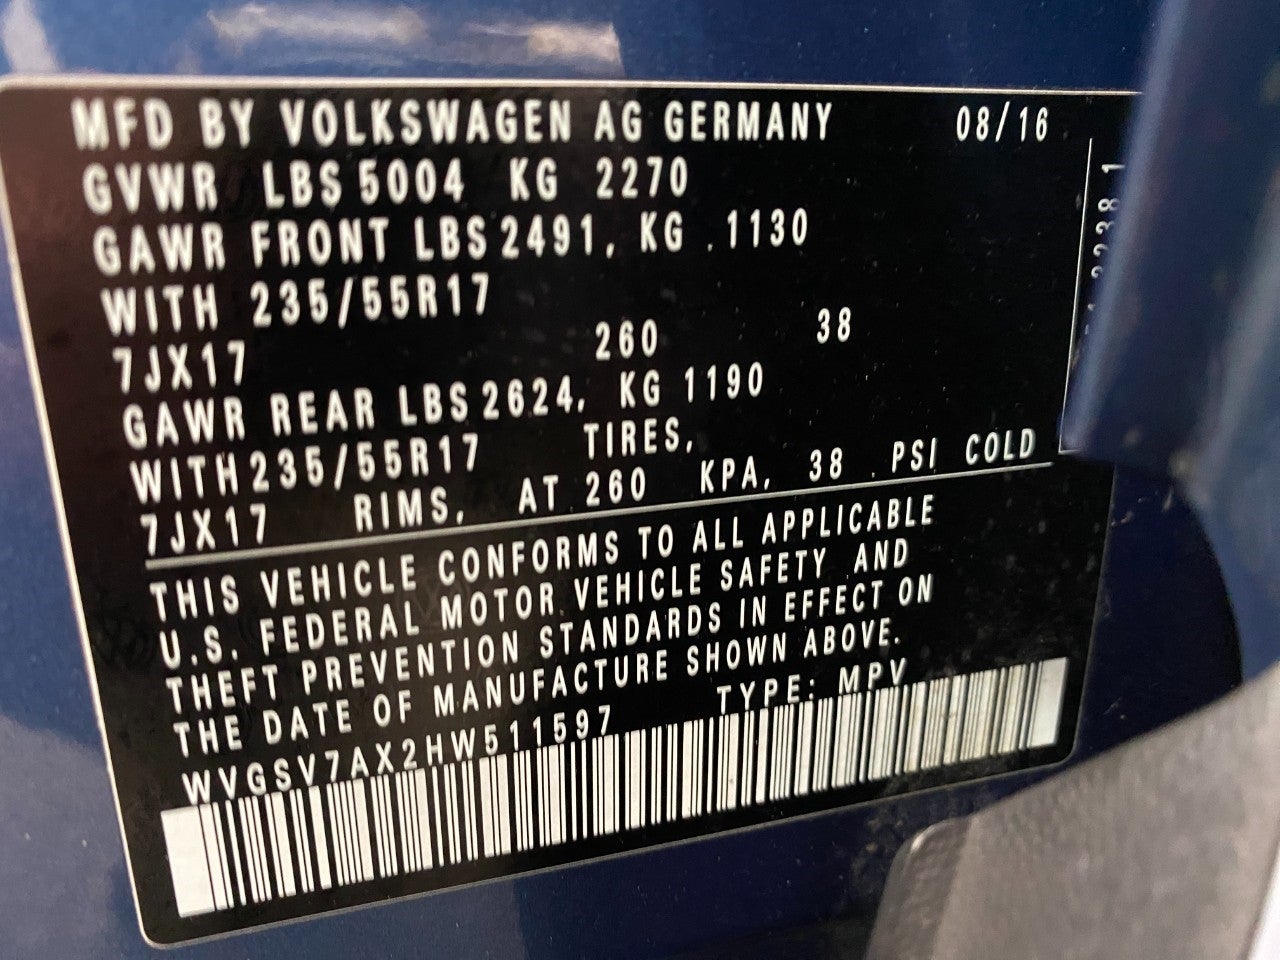 MFD BY VOLKSWAGEN AG GERMANY 08/16
GVWR LBS 5004 KG 2270
GAWR FRONT LBS 2491, KG .1130
WITH 235/55R17
7JX17 260 38
GAWR REAR LBS 2624, KG 1190
WITH 235/55R17 TIRES,
7JX17 RIMS, AT 260 KPA, 38 PSI COLD
THIS VEHICLE CONFORMS TO ALL APPLICABLE
U.S. FEDERAL MOTOR VEHICLE SAFETY AND
THEFT PREVENTION STANDARDS IN EFFECT ON
THE DATE OF MANUFACTURE SHOWN ABOVE.
WVGSV7AX2HW511597 TYPE: MPV